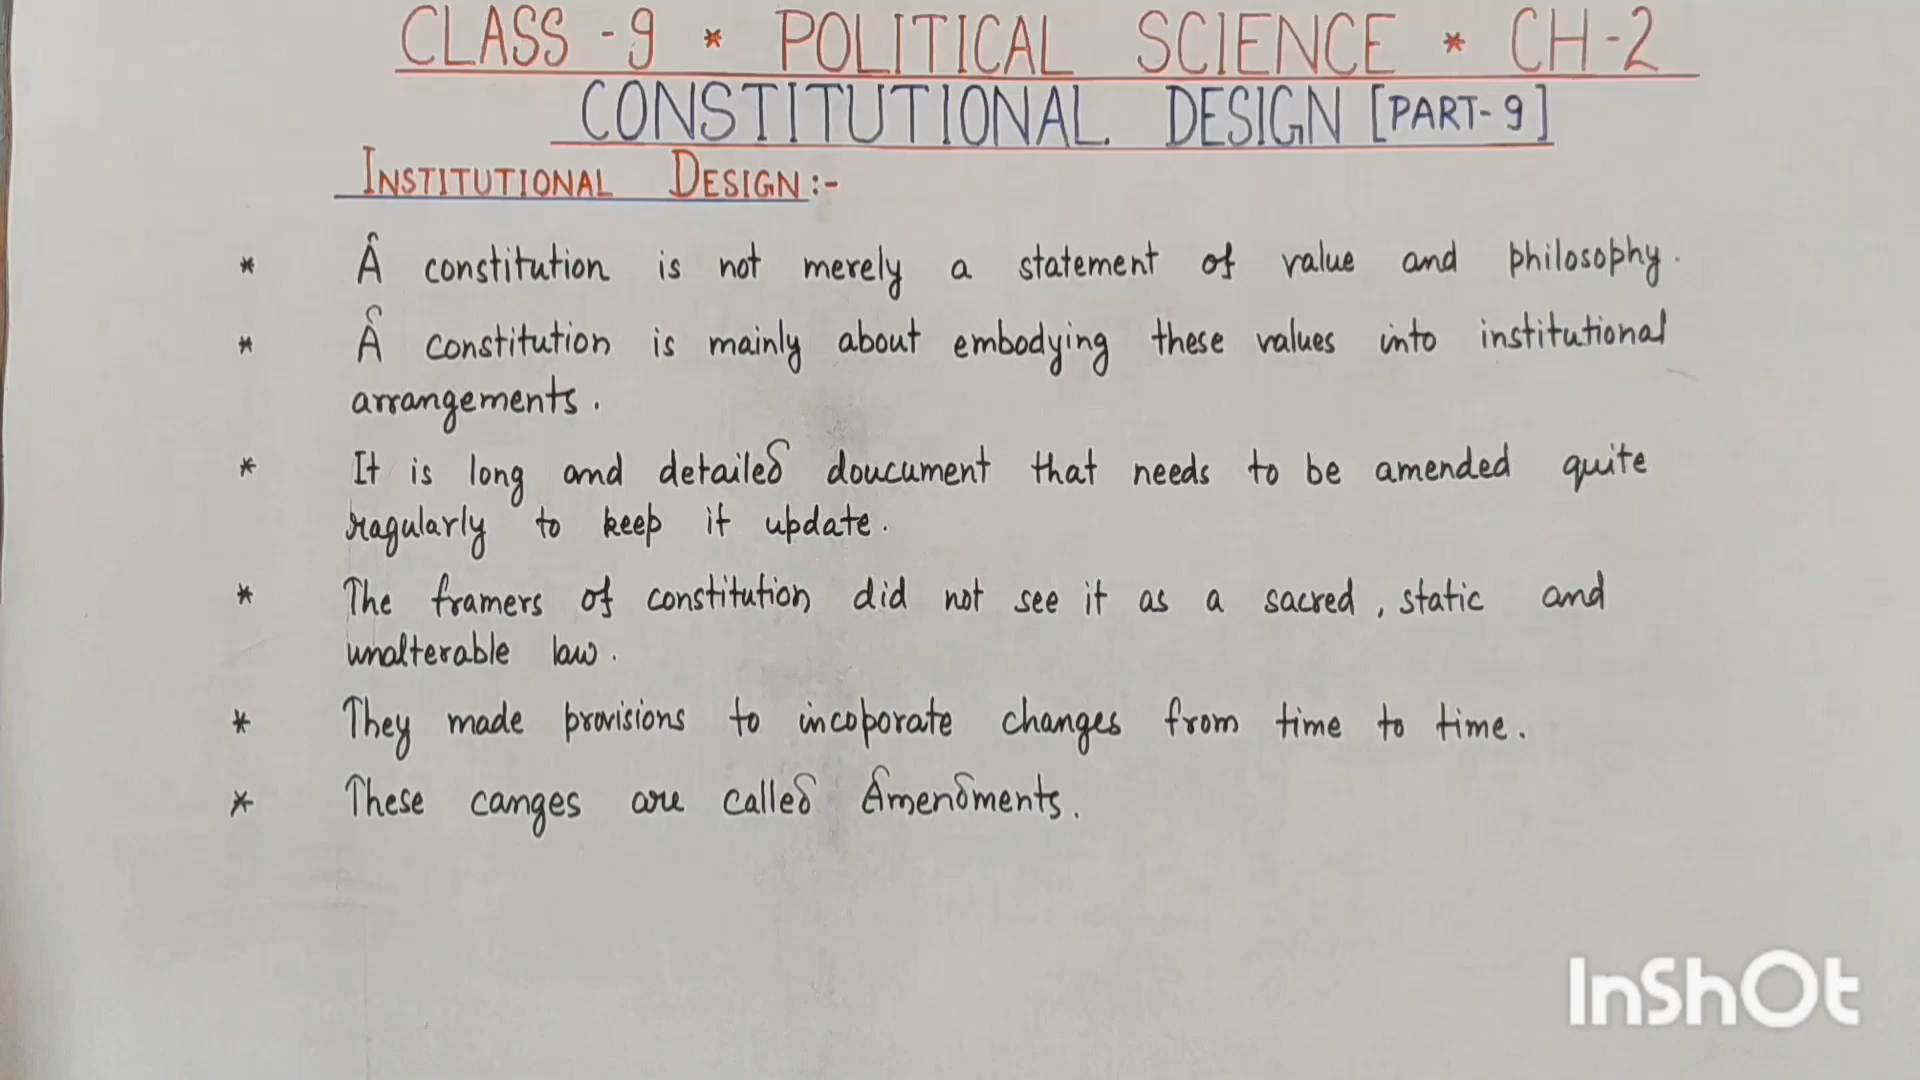 CLASS - 9 * POLITICAL SCIENCE * CH - 2
CONSTITUTIONAL DESIGN [PART- 9]
INSTITUTIONAL DESIGN :-
* A constitution is not merely a statement of value and philosophy.
* A constitution is mainly about embodying these values into institutional
arrangements.
* It is long and detailed doucument that needs to be amended quite
ragularly to keep it update.
* The framers of constitution did not see it as a sacred, static and
unalterable law.
* They made provisions to incoporate changes from time to time.
* These canges are called Amendments.
InShOt